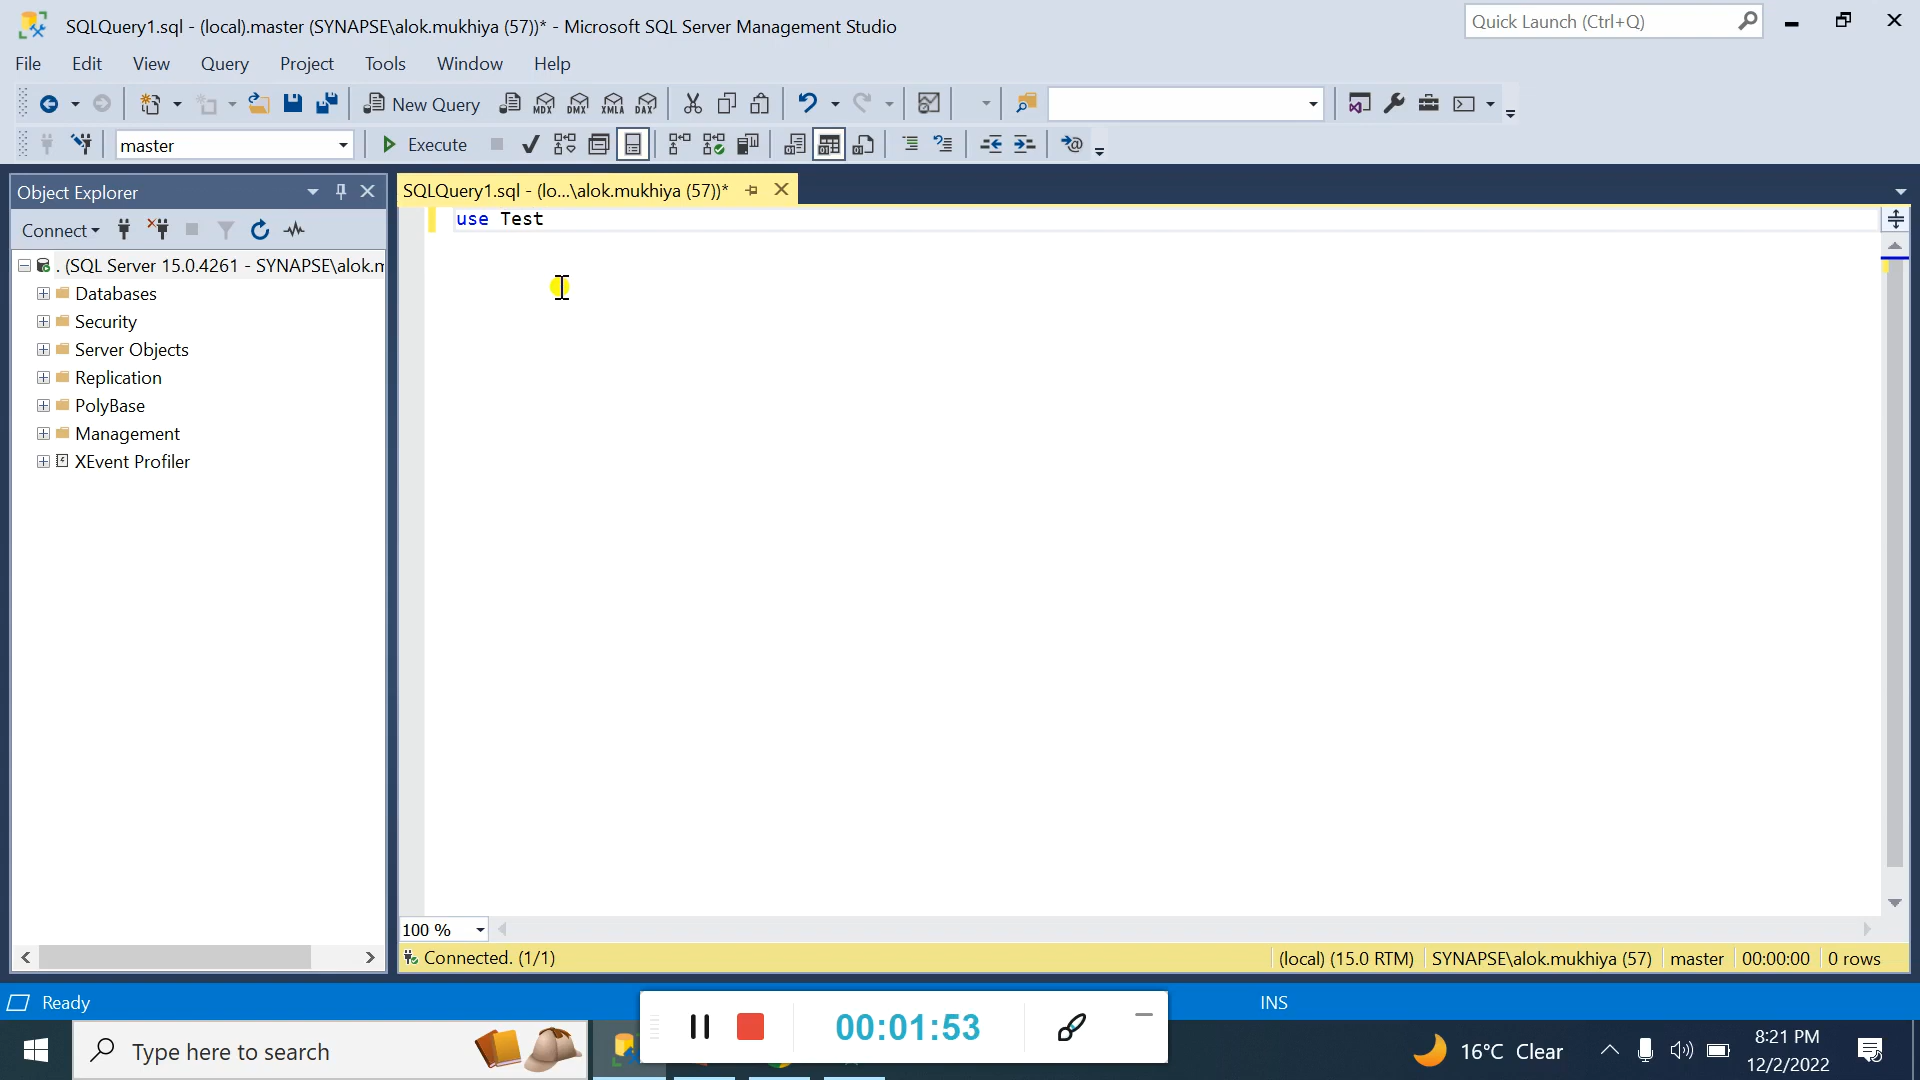 SQLQuery1.sql - (local).master (SYNAPSE\alok.mukhiya (57))* - Microsoft SQL Server Management Studio
Quick Launch (Ctrl+Q)
File Edit View Query Project Tools Window Help
New Query MDX DMX XMLA DAX
master Execute
Object Explorer
SQLQuery1.sql - (lo...\alok.mukhiya (57))*
Connect
use Test
. (SQL Server 15.0.4261 - SYNAPSE\alok.m
Databases
Security
Server Objects
Replication
PolyBase
Management
XEvent Profiler
100 %
Connected. (1/1)
(local) (15.0 RTM) SYNAPSE\alok.mukhiya (57) master 00:00:00 0 rows
Ready
INS
00:01:53
Type here to search
16°C Clear
8:21 PM
12/2/2022